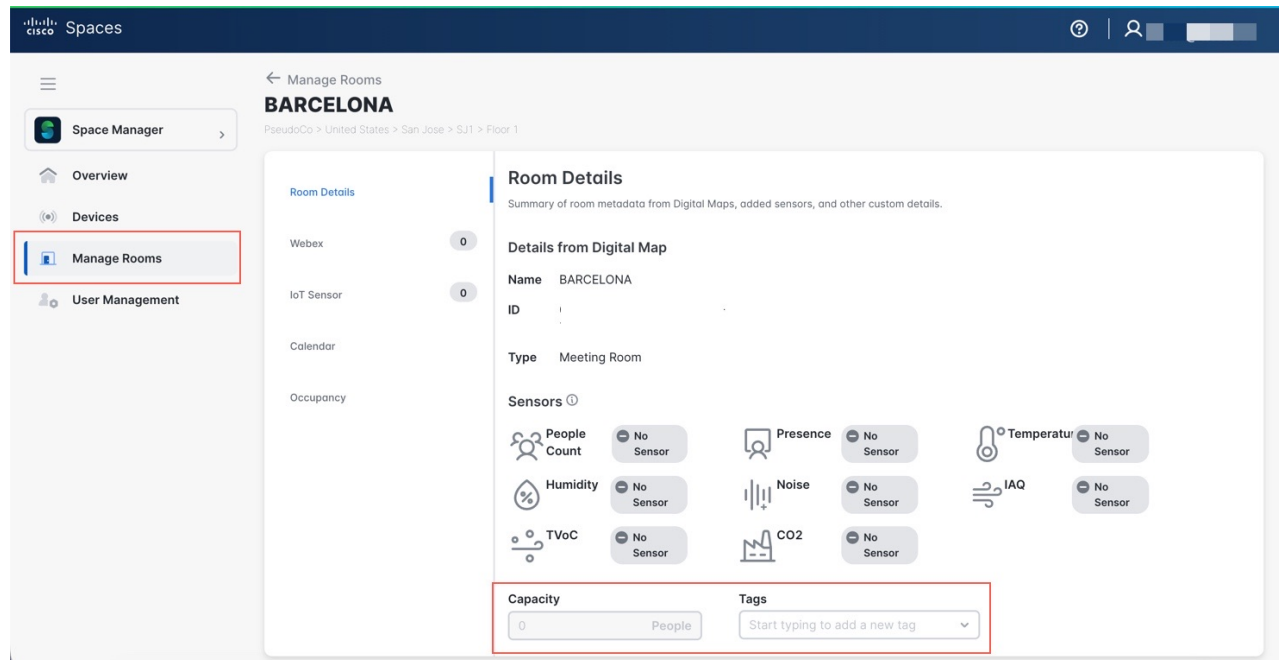 cisco Spaces
Manage Rooms
BARCELONA
PseudoCo > United States > San Jose > SJ1 > Floor 1
Space Manager
Overview
Devices
Manage Rooms
User Management
Room Details
Webex 0
IoT Sensor 0
Calendar
Occupancy
Room Details
Summary of room metadata from Digital Maps, added sensors, and other custom details.
Details from Digital Map
Name BARCELONA
ID
Type Meeting Room
Sensors
People Count No Sensor
Presence No Sensor
Temperatur No Sensor
Humidity No Sensor
Noise No Sensor
IAQ No Sensor
TVoC No Sensor
CO2 No Sensor
Capacity
0 People
Tags
Start typing to add a new tag